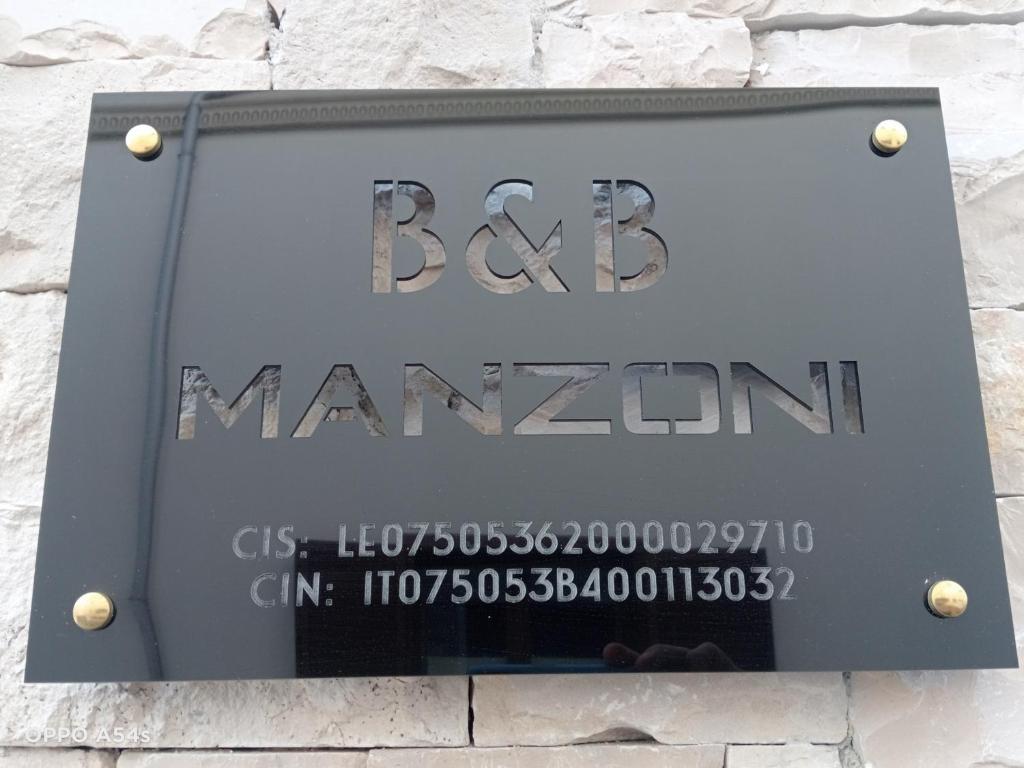 B&B
MANZONI
CIS: LE07505362000029710
CIN: IT075053B400113032
OPPO A54s